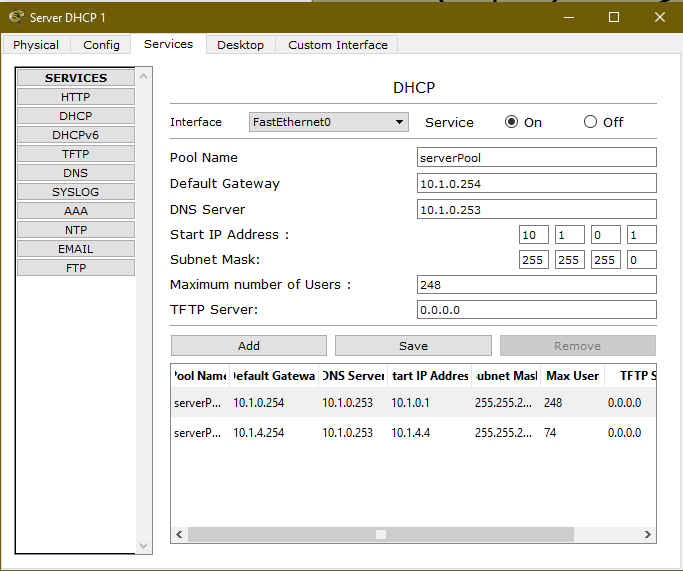 Server DHCP 1
Physical Config Services Desktop Custom Interface
SERVICES
HTTP
DHCP
DHCPv6
TFTP
DNS
SYSLOG
AAA
NTP
EMAIL
FTP
DHCP
Interface FastEthernet0 Service On Off
Pool Name serverPool
Default Gateway 10.1.0.254
DNS Server 10.1.0.253
Start IP Address : 10 1 0 1
Subnet Mask: 255 255 255 0
Maximum number of Users : 248
TFTP Server: 0.0.0.0
Add Save Remove
Pool Name Default Gatewa DNS Server tart IP Addres ubnet Mask Max User TFTP S
serverP... 10.1.0.254 10.1.0.253 10.1.0.1 255.255.2... 248 0.0.0.0
serverP... 10.1.4.254 10.1.0.253 10.1.4.4 255.255.2... 74 0.0.0.0